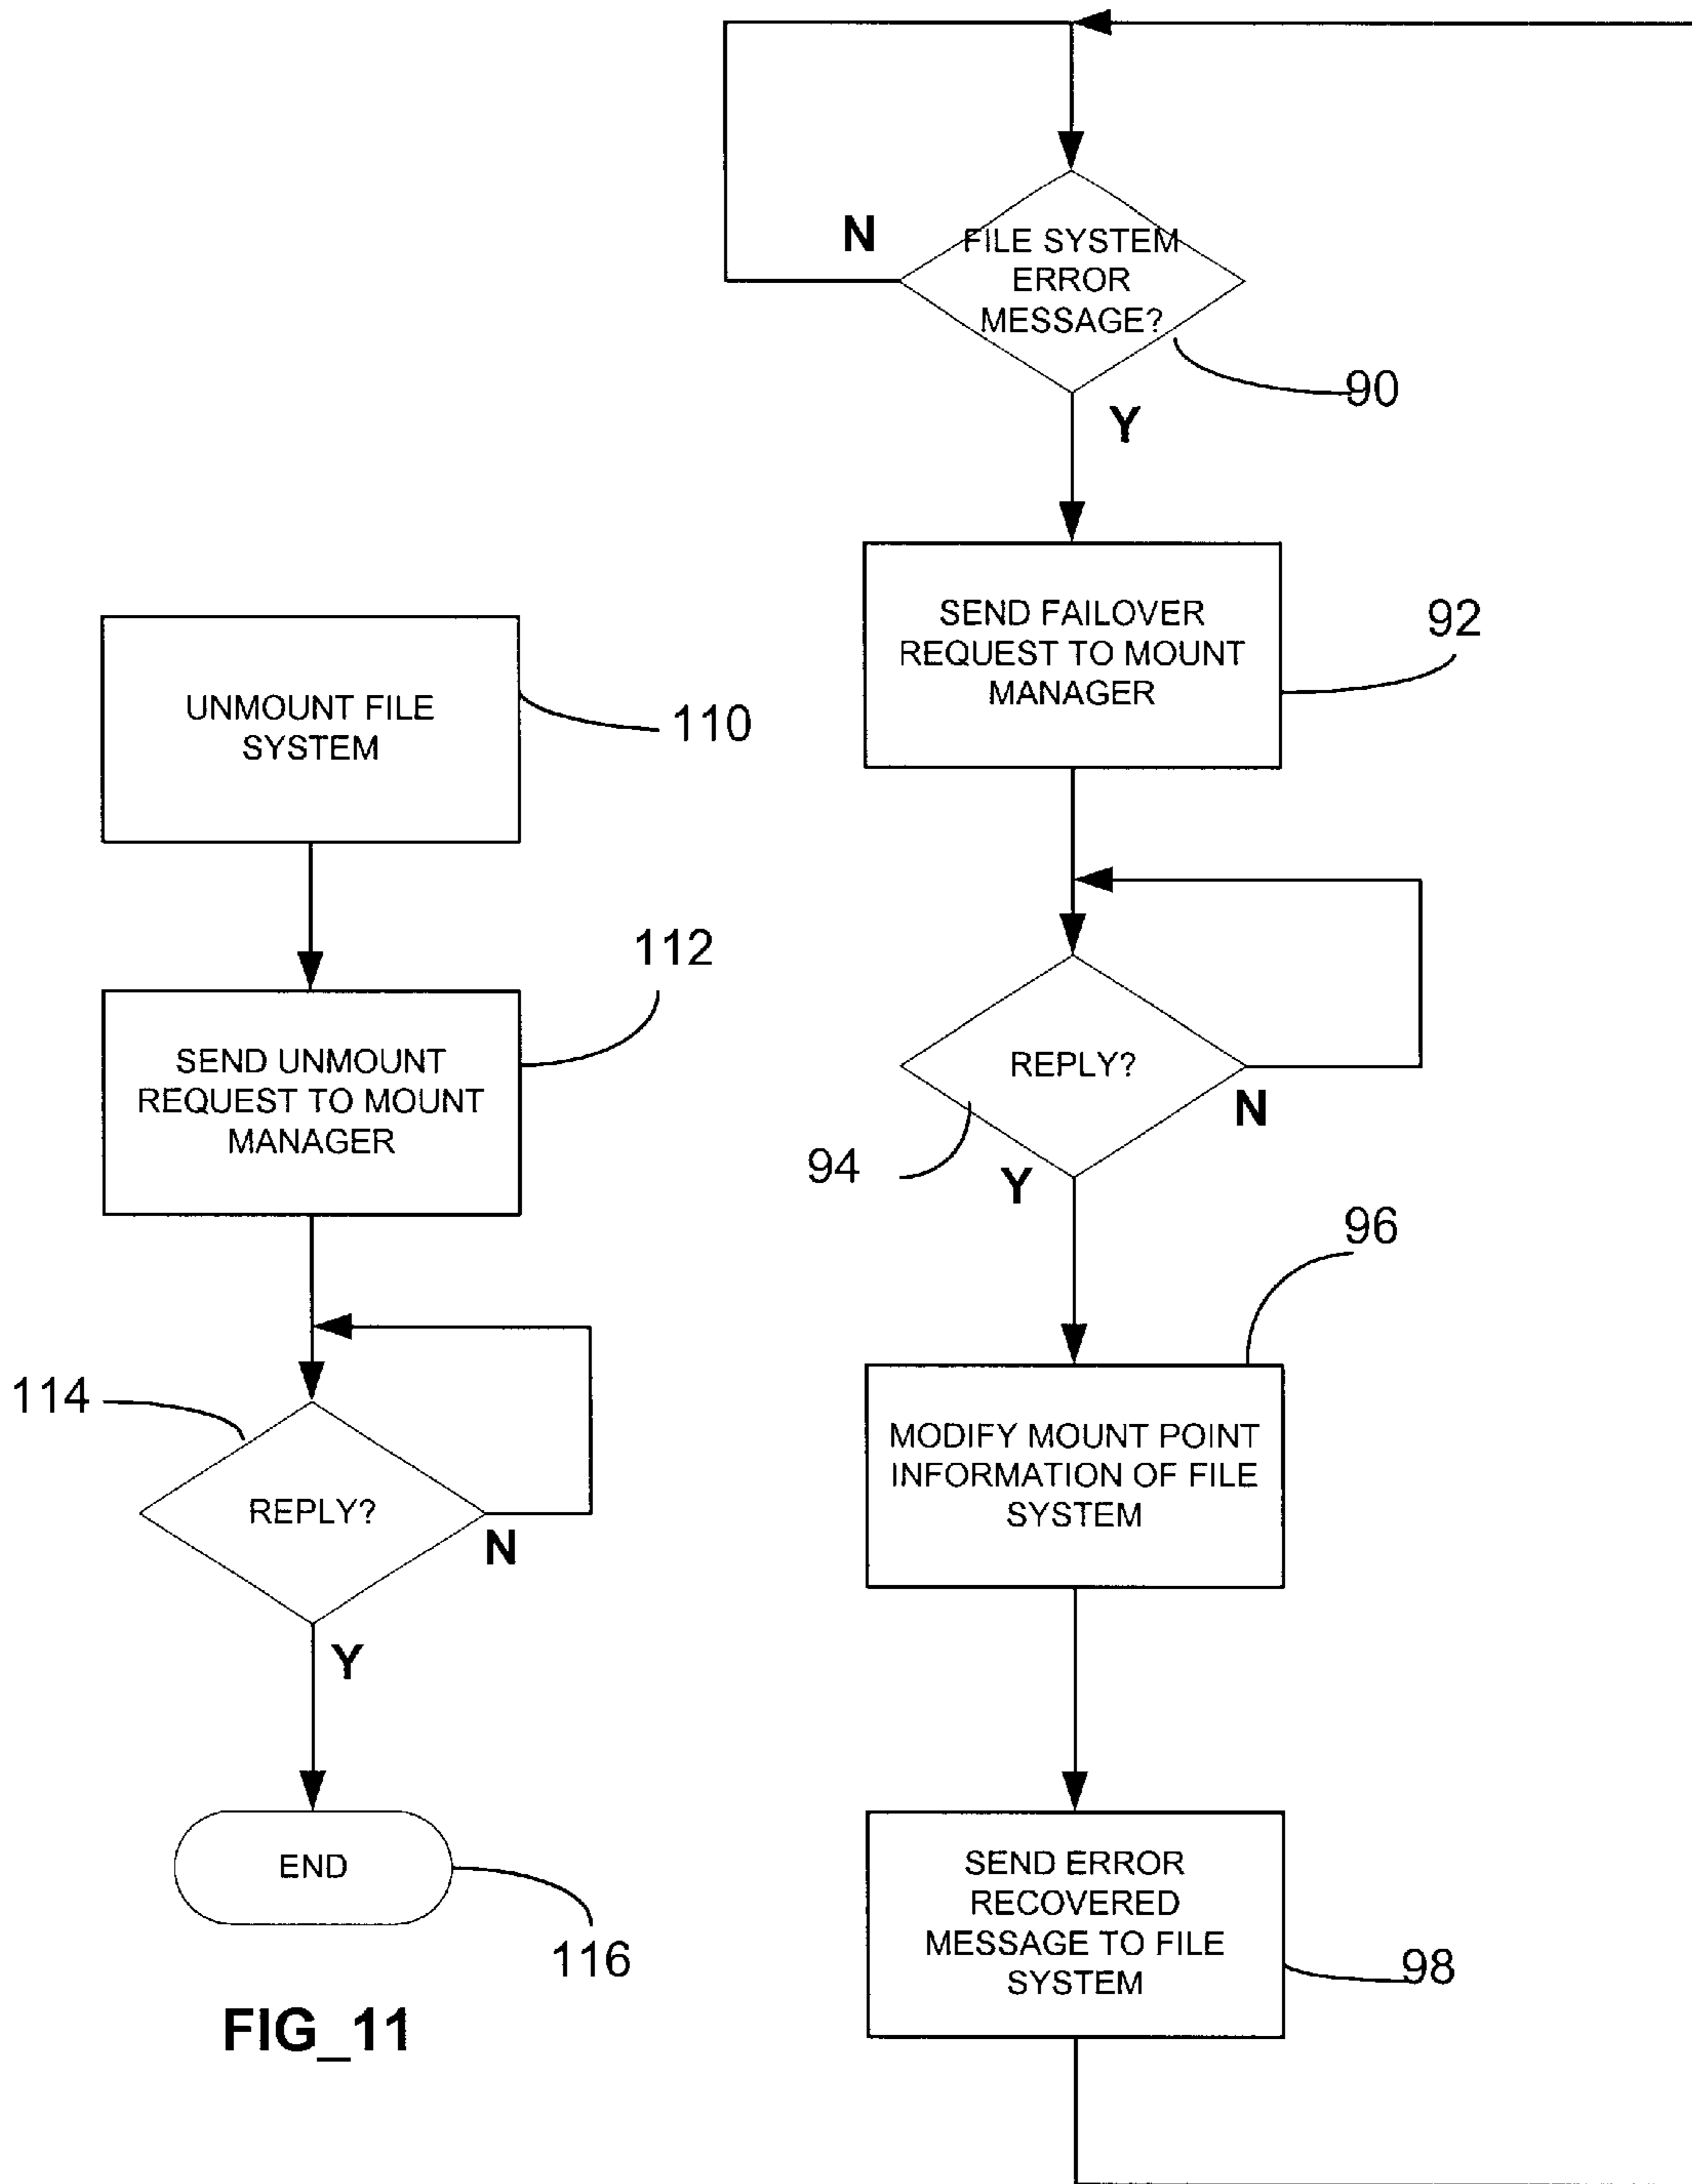 N
FILE SYSTEM
ERROR
MESSAGE?
90
Y
SEND FAILOVER
REQUEST TO MOUNT
MANAGER
92
REPLY?
N
94
Y
96
MODIFY MOUNT POINT
INFORMATION OF FILE
SYSTEM
SEND ERROR
RECOVERED
MESSAGE TO FILE
SYSTEM
98
UNMOUNT FILE
SYSTEM
110
112
SEND UNMOUNT
REQUEST TO MOUNT
MANAGER
114
REPLY?
N
Y
END
116
FIG_11